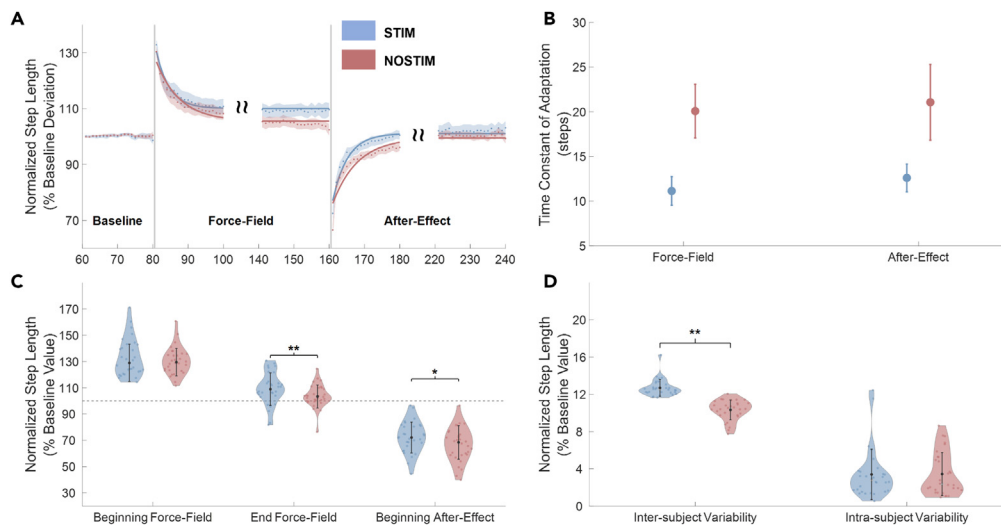 A
Normalized Step Length
(% Baseline Deviation)
130
110
90
70
STIM
NOSTIM
Baseline
Force-Field
After-Effect
60 70 80 90 100 140 150 160 170 180 220 230 240
B
Time Constant of Adaptation
(steps)
30
25
20
15
10
5
Force-Field
After-Effect
C
Normalized Step Length
(% Baseline Value)
170
150
130
110
90
70
50
30
**
*
Beginning Force-Field
End Force-Field
Beginning After-Effect
D
Normalized Step Length
(% Baseline Value)
24
20
16
12
8
4
0
**
Inter-subject Variability
Intra-subject Variability